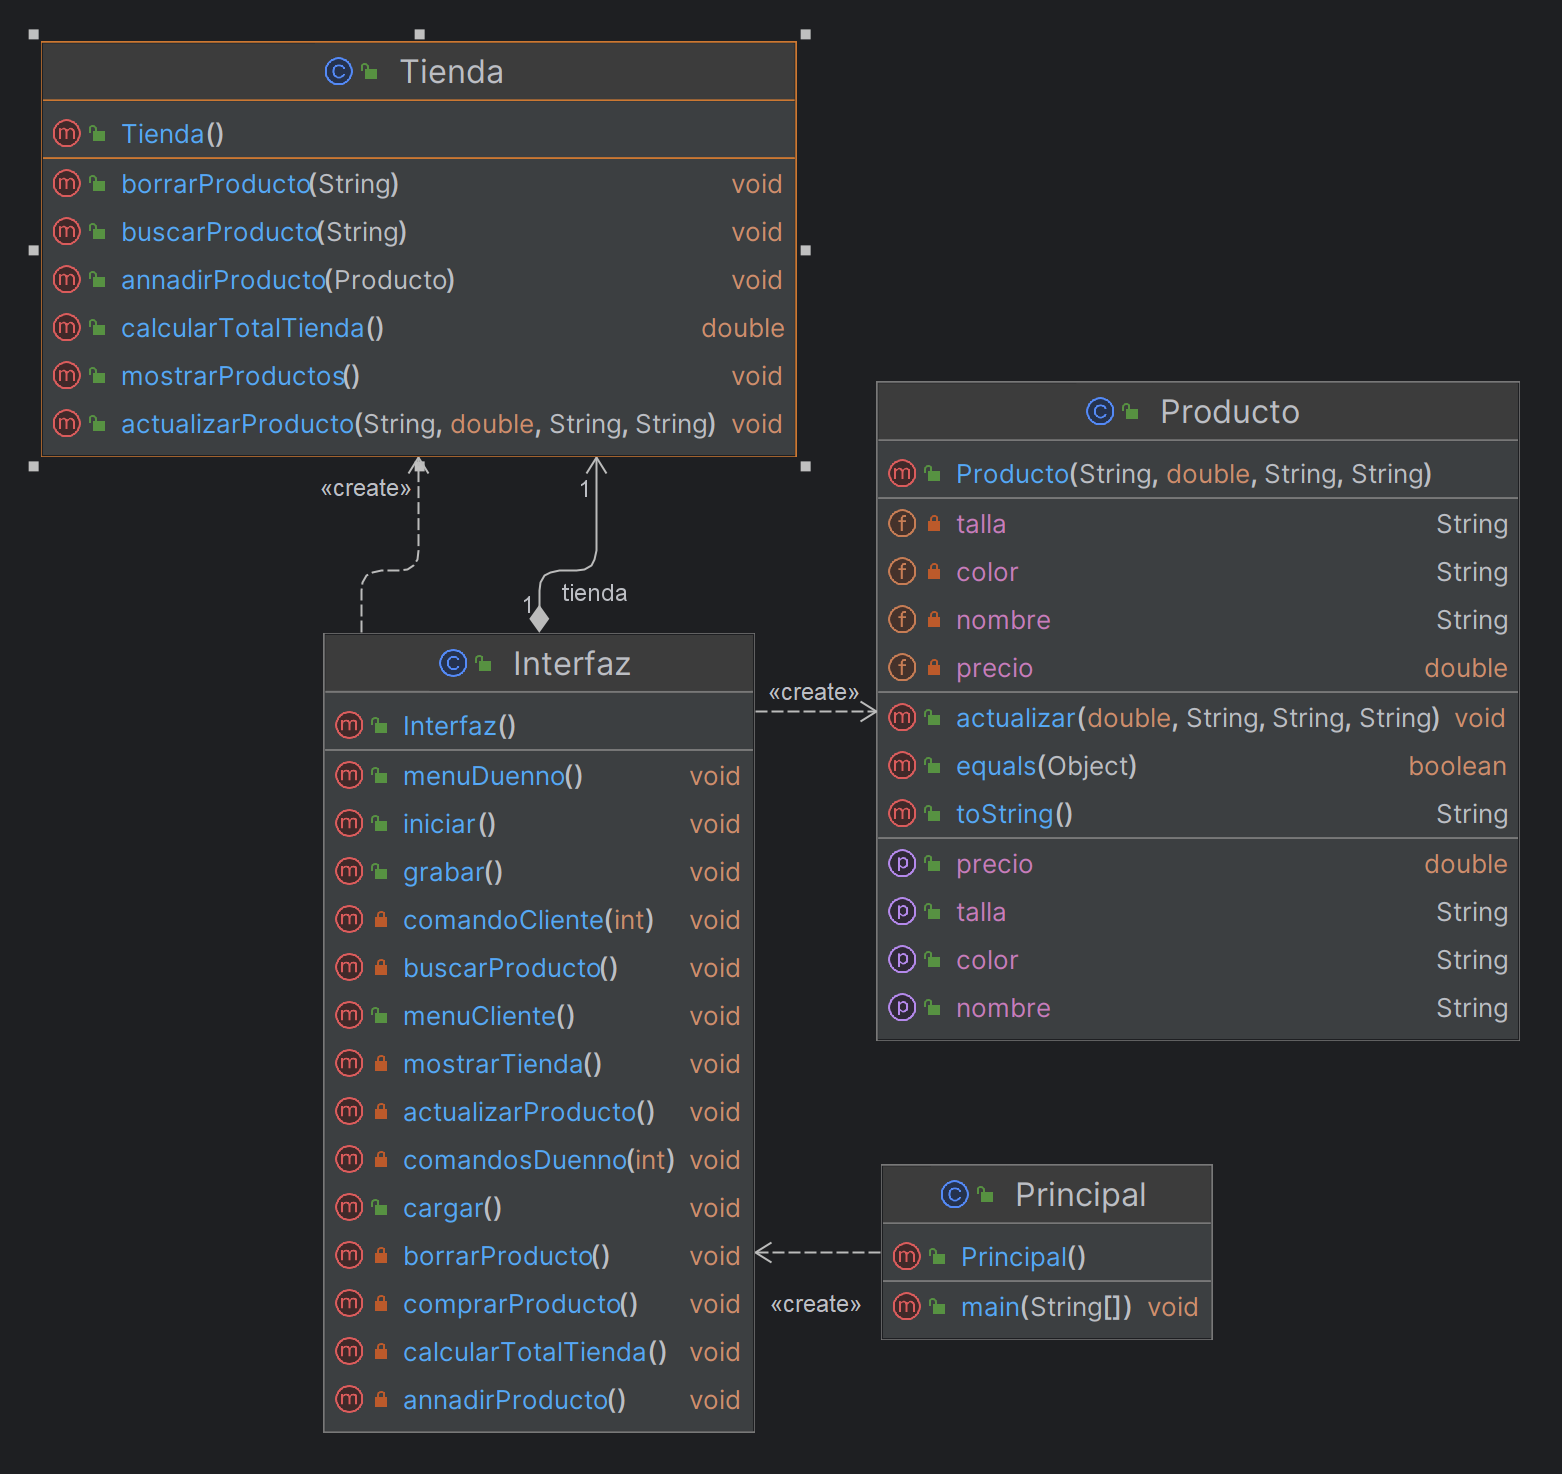 Tienda
Tienda()
borrarProducto(String) void
buscarProducto(String) void
annadirProducto(Producto) void
calcularTotalTienda() double
mostrarProductos() void
actualizarProducto(String, double, String, String) void
«create»
1
1
tienda
Interfaz
Interfaz()
menuDuenno() void
iniciar() void
grabar() void
comandoCliente(int) void
buscarProducto() void
menuCliente() void
mostrarTienda() void
actualizarProducto() void
comandosDuenno(int) void
cargar() void
borrarProducto() void
comprarProducto() void
calcularTotalTienda() void
annadirProducto() void
«create»
Producto
Producto(String, double, String, String)
talla String
color String
nombre String
precio double
actualizar(double, String, String, String) void
equals(Object) boolean
toString() String
precio double
talla String
color String
nombre String
Principal
Principal()
main(String[]) void
«create»